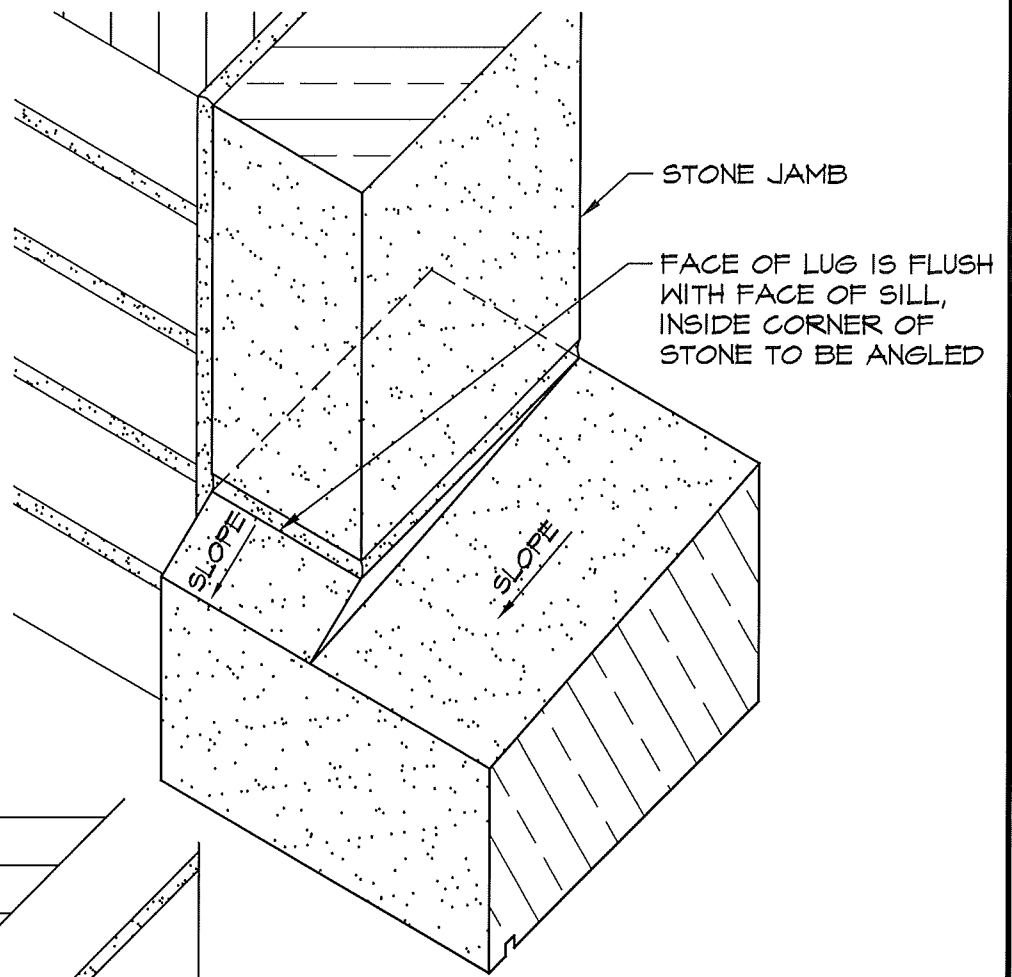 STONE JAMB
FACE OF LUG IS FLUSH
WITH FACE OF SILL,
INSIDE CORNER OF
STONE TO BE ANGLED
SLOPE
SLOPE